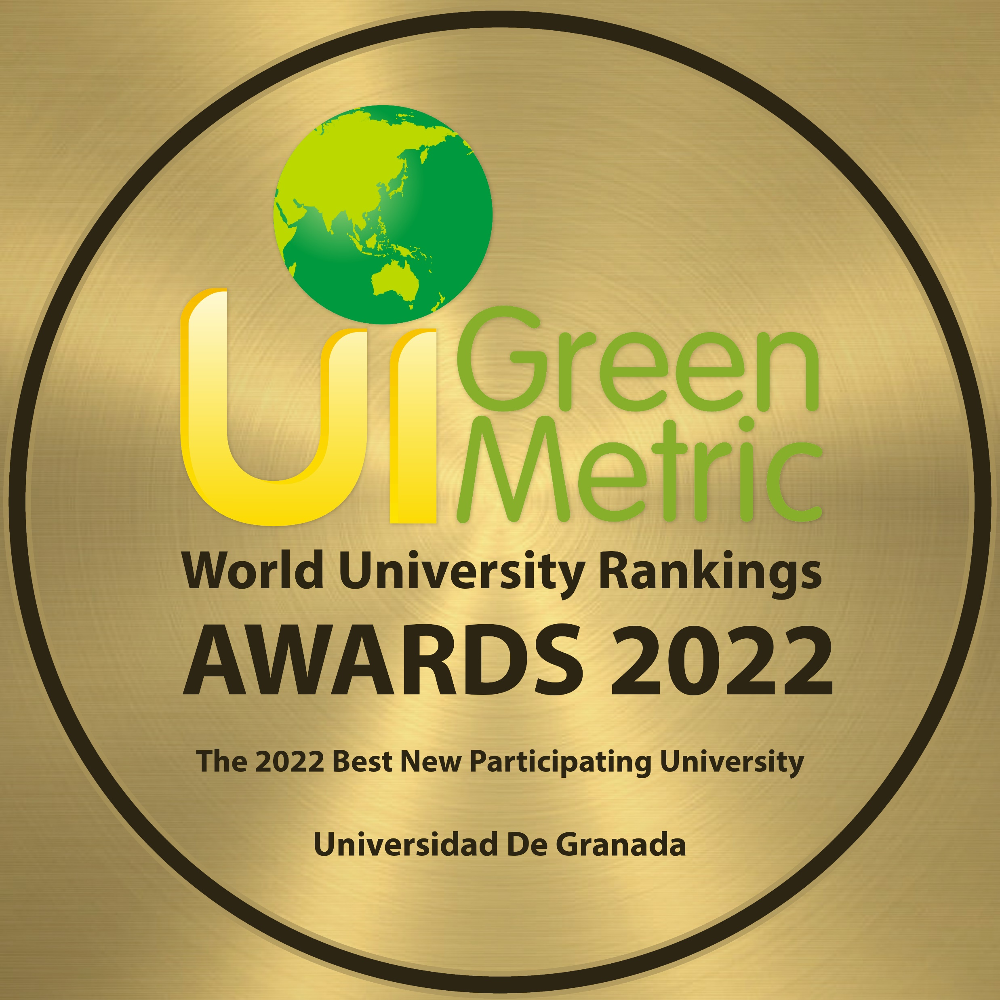 UI Green
Metric
World University Rankings
AWARDS 2022
The 2022 Best New Participating University
Universidad De Granada